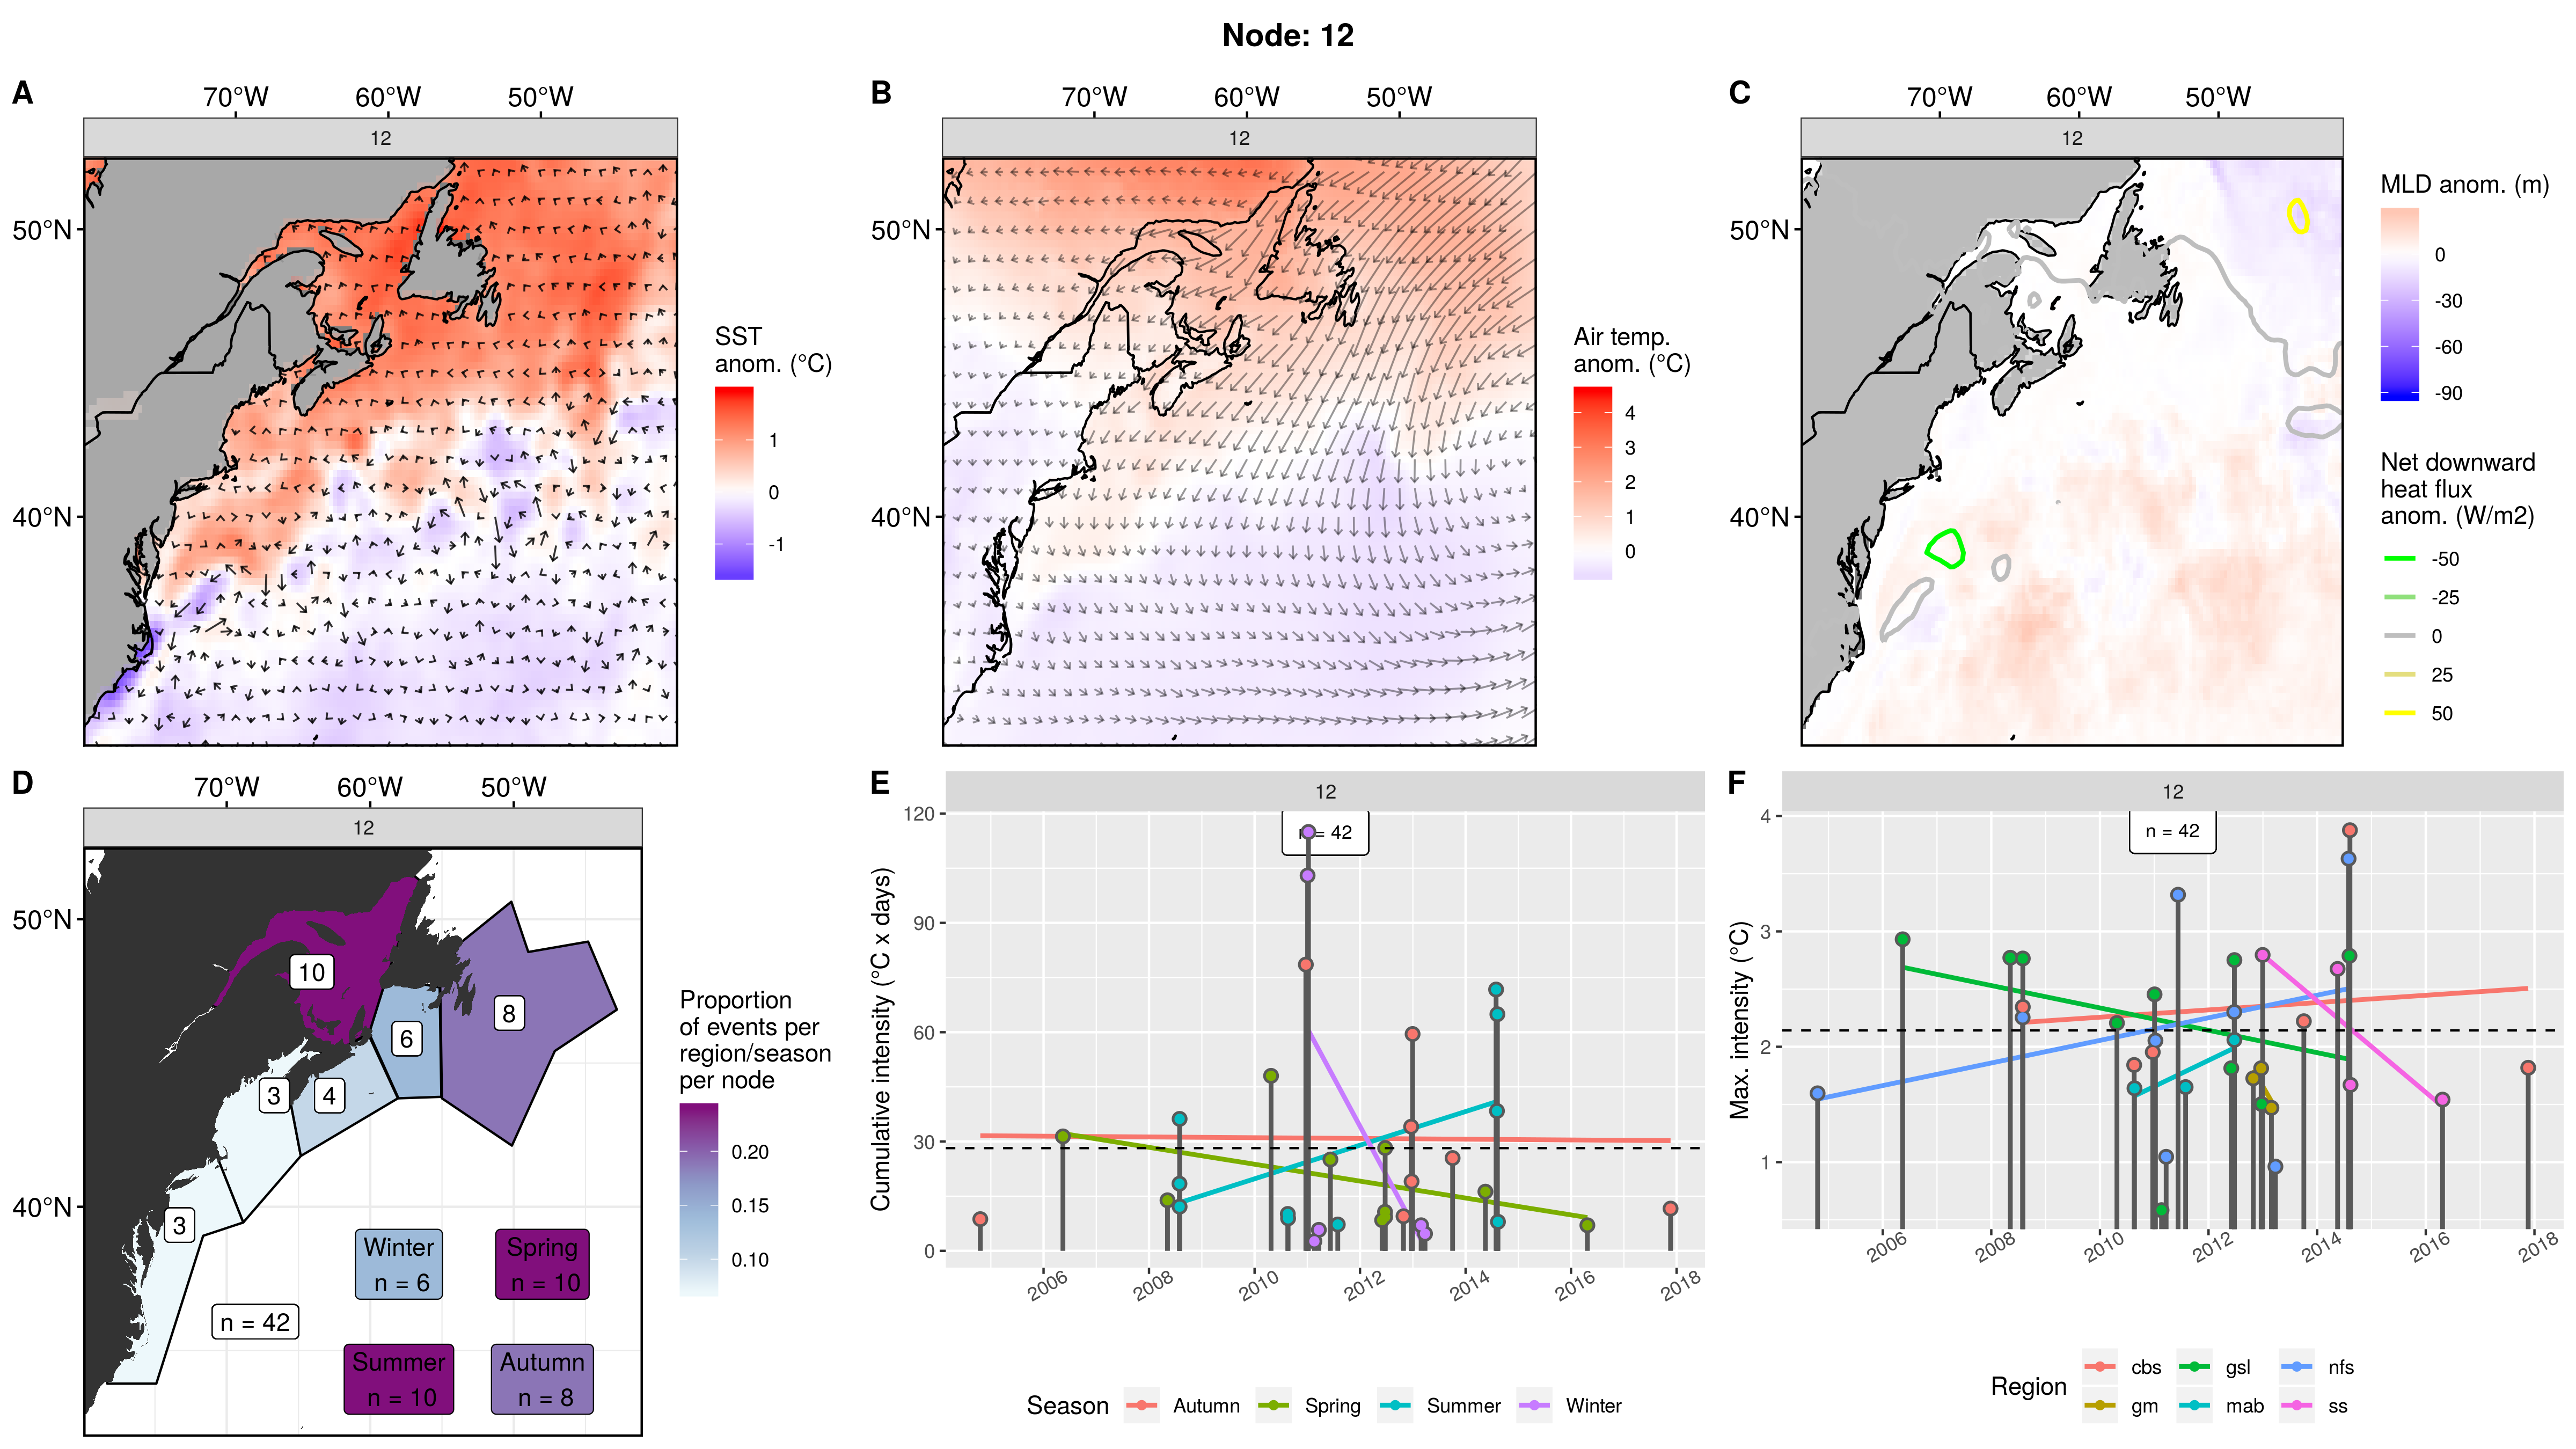 Node: 12
A
70°W 60°W 50°W
12
50°N
40°N
SST
anom. (°C)
1
0
-1
B
70°W 60°W 50°W
12
50°N
40°N
Air temp.
anom. (°C)
4
3
2
1
0
C
70°W 60°W 50°W
12
50°N
40°N
MLD anom. (m)
0
-30
-60
-90
Net downward
heat flux
anom. (W/m2)
-50
-25
0
25
50
D
70°W 60°W 50°W
12
50°N
40°N
10
8
6
3
4
3
n = 42
Winter
n = 6
Spring
n = 10
Summer
n = 10
Autumn
n = 8
Proportion
of events per
region/season
per node
0.20
0.15
0.10
E
12
n = 42
Cumulative intensity (°C x days)
120
90
60
30
0
2006 2008 2010 2012 2014 2016 2018
Season Autumn Spring Summer Winter
F
12
n = 42
Max. intensity (°C)
4
3
2
1
2006 2008 2010 2012 2014 2016 2018
Region
cbs gsl nfs
gm mab ss